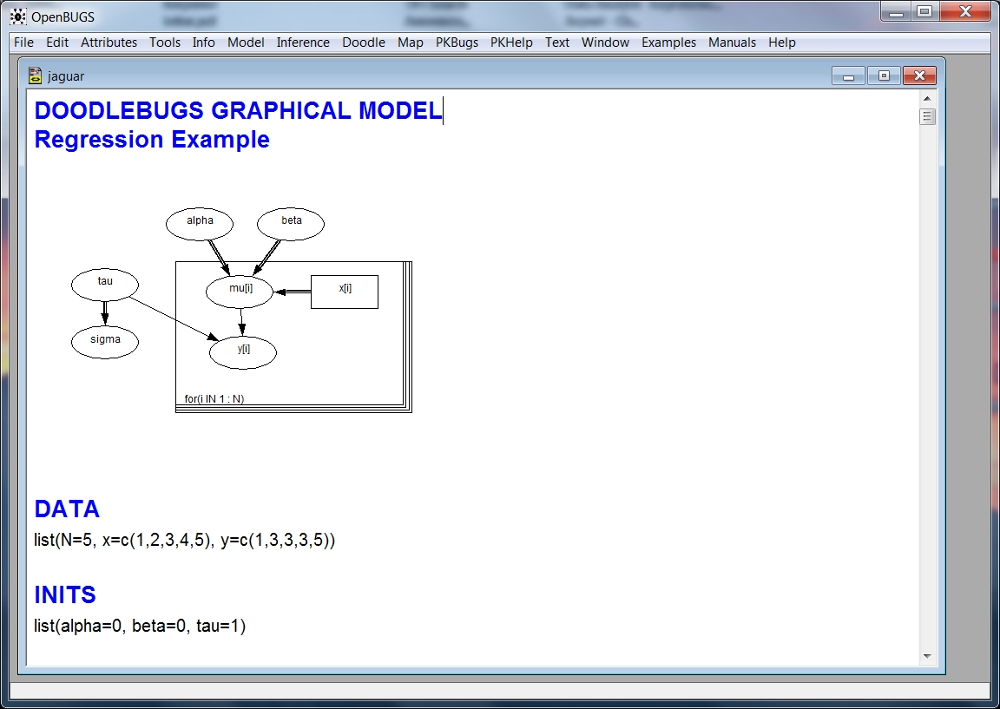 OpenBUGS
File Edit Attributes Tools Info Model Inference Doodle Map PKBugs PKHelp Text Window Examples Manuals Help
jaguar
DOODLEBUGS GRAPHICAL MODEL
Regression Example
alpha beta
tau
mu[i] x[i]
sigma
y[i]
for(i IN 1 : N)
DATA
list(N=5, x=c(1,2,3,4,5), y=c(1,3,3,3,5))
INITS
list(alpha=0, beta=0, tau=1)